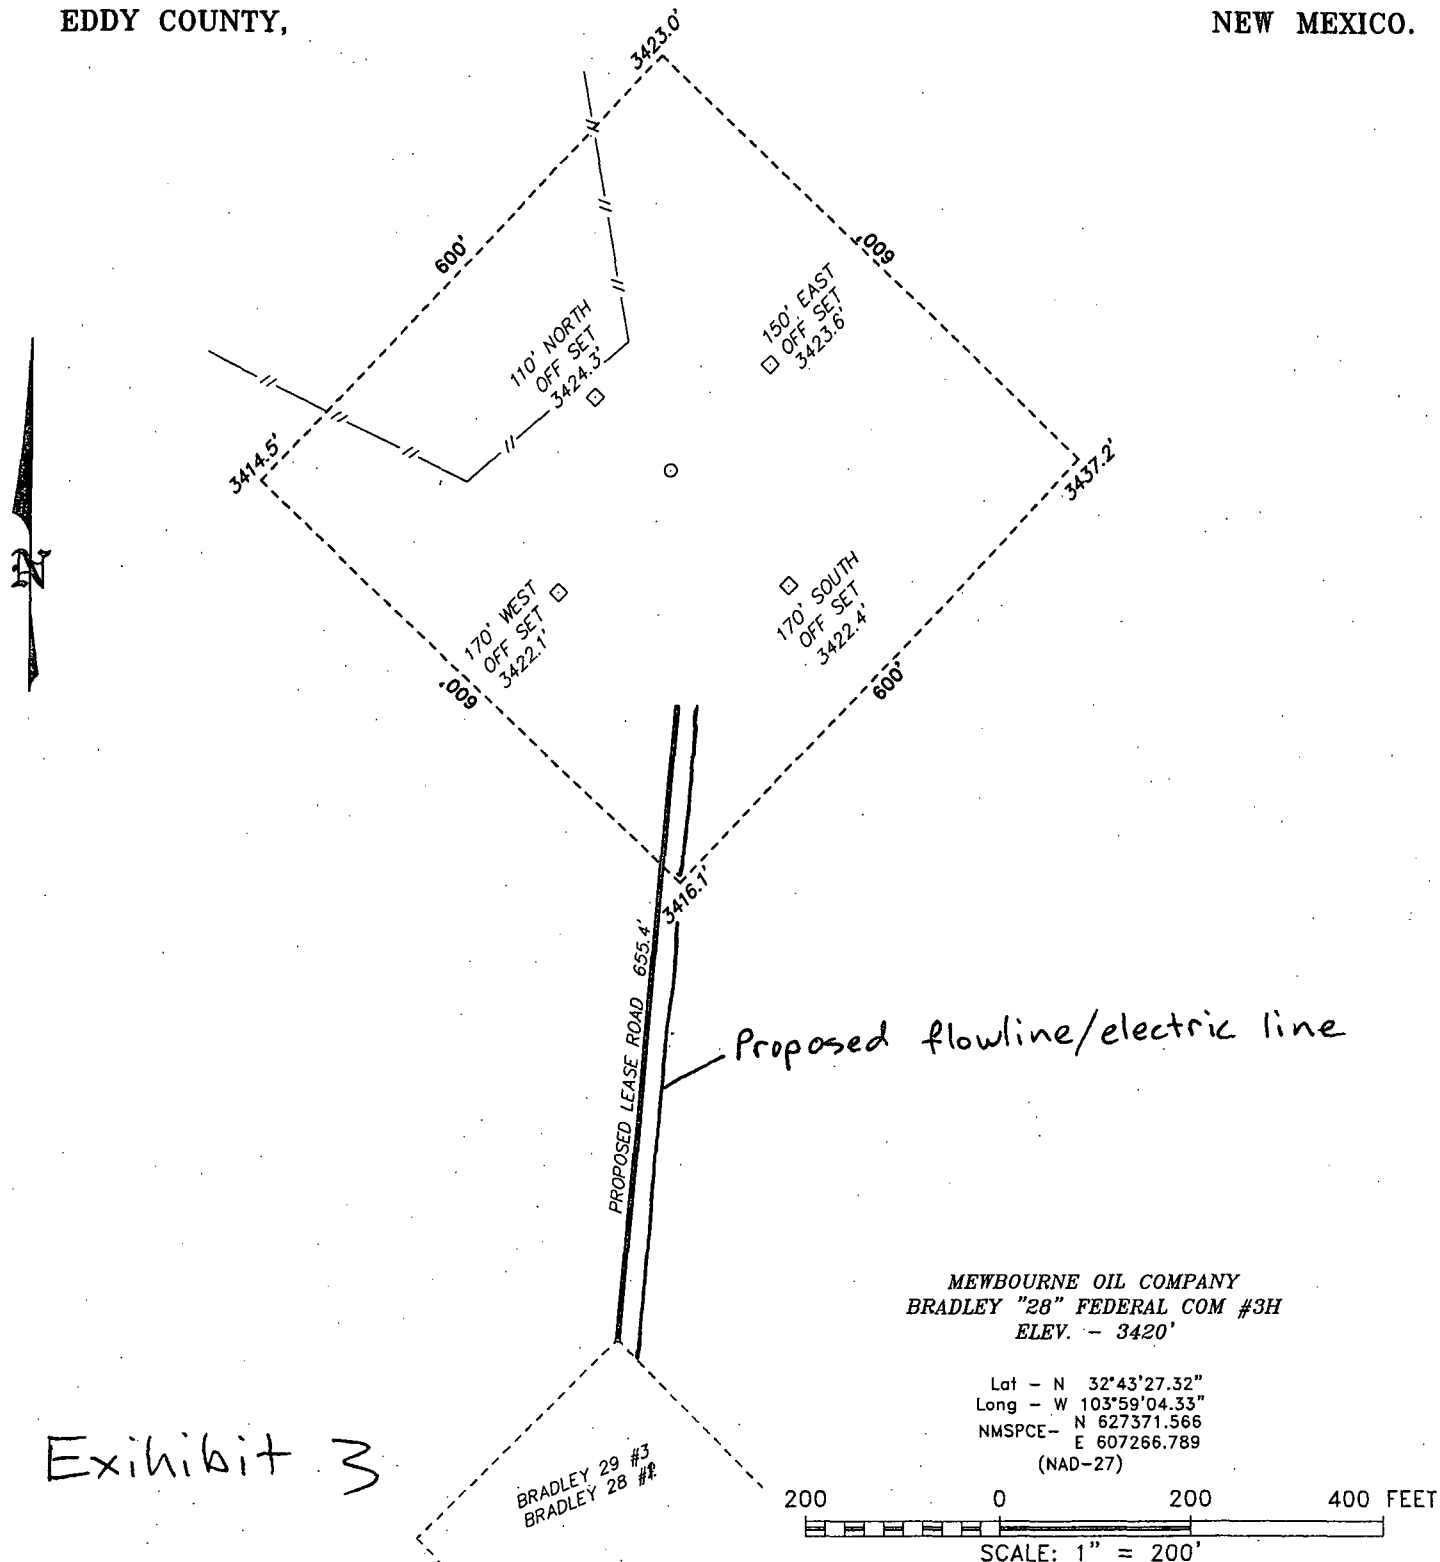 EDDY COUNTY,
NEW MEXICO.
3423.0'
600'
600'
150' EAST
OFF SET
3423.6'
110' NORTH
OFF SET
3424.3'
3414.5'
3437.2'
170' WEST
OFF SET
3422.1'
170' SOUTH
OFF SET
3422.4'
600'
600'
N
3416.1'
PROPOSED LEASE ROAD 655.4'
Proposed flowline/electric line
MEWBOURNE OIL COMPANY
BRADLEY "28" FEDERAL COM #3H
ELEV. - 3420'
Lat - N 32°43'27.32"
Long - W 103°59'04.33"
NMSPCE- N 627371.566
E 607266.789
(NAD-27)
Exihibit 3
BRADLEY 29 #3
BRADLEY 28
200 0 200 400 FEET
SCALE: 1" = 200'